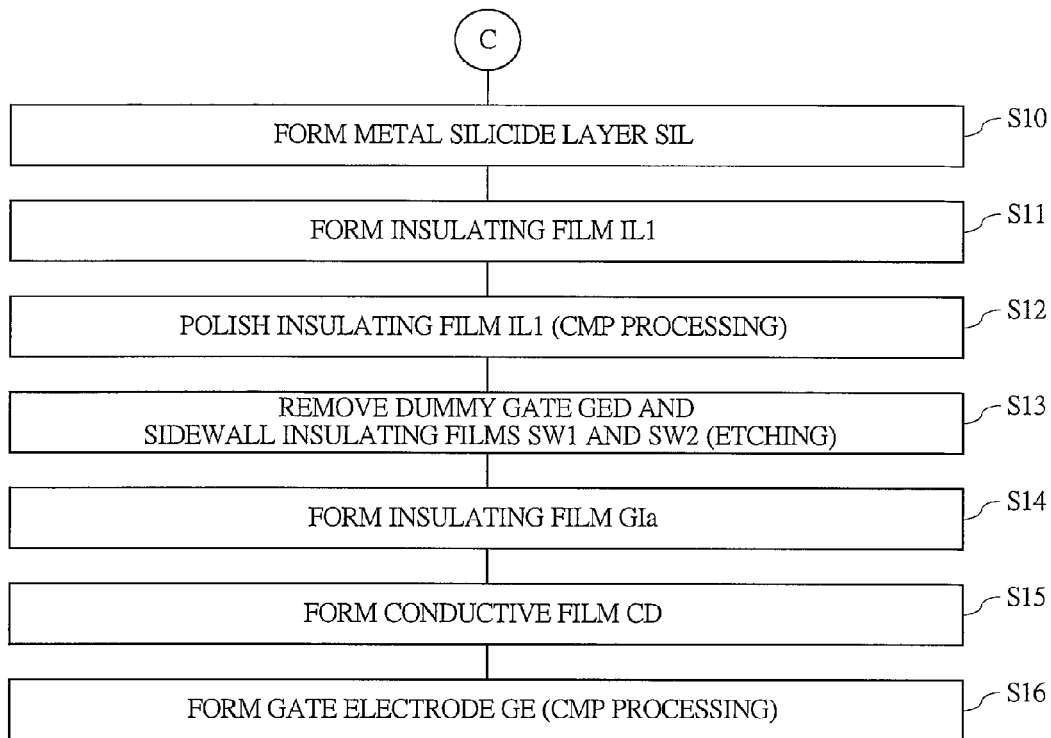 C
FORM METAL SILICIDE LAYER SIL
S10
FORM INSULATING FILM IL1
S11
POLISH INSULATING FILM IL1 (CMP PROCESSING)
S12
REMOVE DUMMY GATE GED AND
SIDEWALL INSULATING FILMS SW1 AND SW2 (ETCHING)
S13
FORM INSULATING FILM GIa
S14
FORM CONDUCTIVE FILM CD
S15
FORM GATE ELECTRODE GE (CMP PROCESSING)
S16